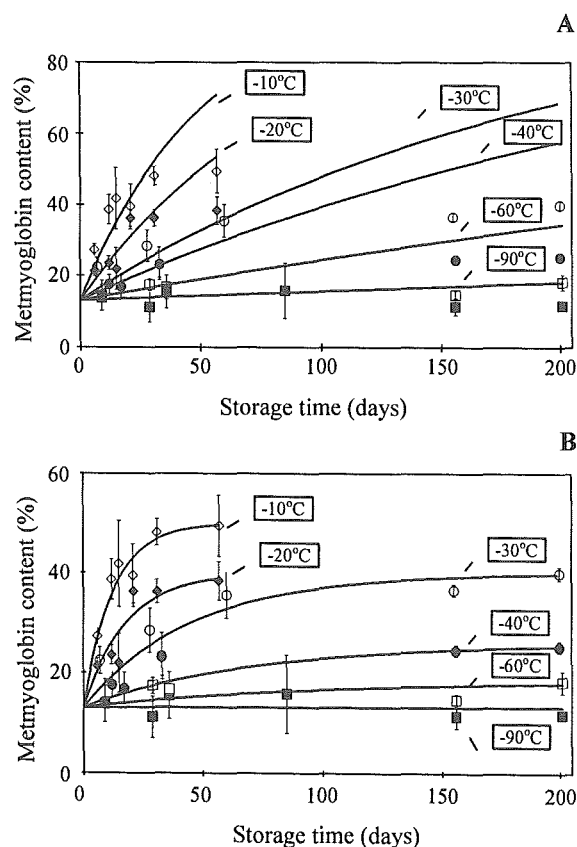 A
Metmyoglobin content (%)
80
60
40
20
0
-10°C
-20°C
-30°C
-40°C
-60°C
-90°C
0
50
100
150
200
Storage time (days)
B
Metmyoglobin content (%)
60
40
20
0
-10°C
-20°C
-30°C
-40°C
-60°C
-90°C
0
50
100
150
200
Storage time (days)